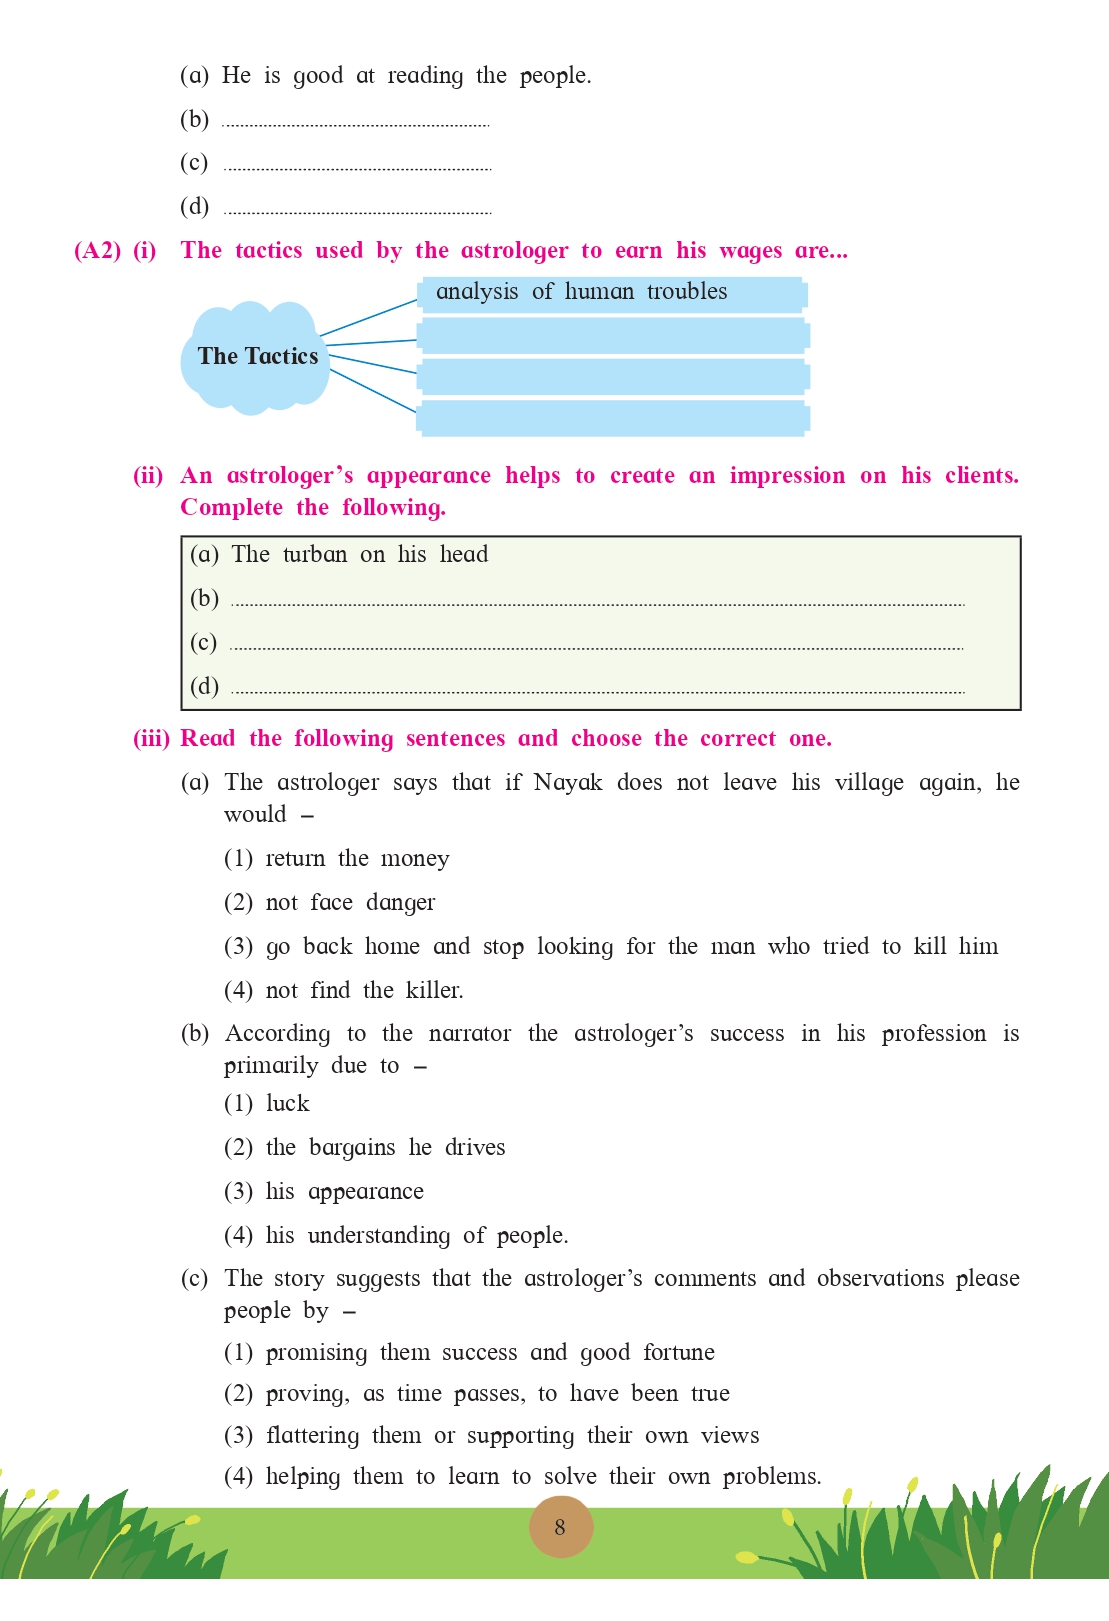 (a) He is good at reading the people.
(b) ................................................................
(c) ................................................................
(d) ................................................................
(A2) (i) The tactics used by the astrologer to earn his wages are...
analysis of human troubles
The Tactics
(ii) An astrologer's appearance helps to create an impression on his clients.
Complete the following.
(a) The turban on his head
(b) ................................................................
(c) ................................................................
(d) ................................................................
(iii) Read the following sentences and choose the correct one.
(a) The astrologer says that if Nayak does not leave his village again, he
would –
(1) return the money
(2) not face danger
(3) go back home and stop looking for the man who tried to kill him
(4) not find the killer.
(b) According to the narrator the astrologer's success in his profession is
primarily due to –
(1) luck
(2) the bargains he drives
(3) his appearance
(4) his understanding of people.
(c) The story suggests that the astrologer's comments and observations please
people by –
(1) promising them success and good fortune
(2) proving, as time passes, to have been true
(3) flattering them or supporting their own views
(4) helping them to learn to solve their own problems.
8